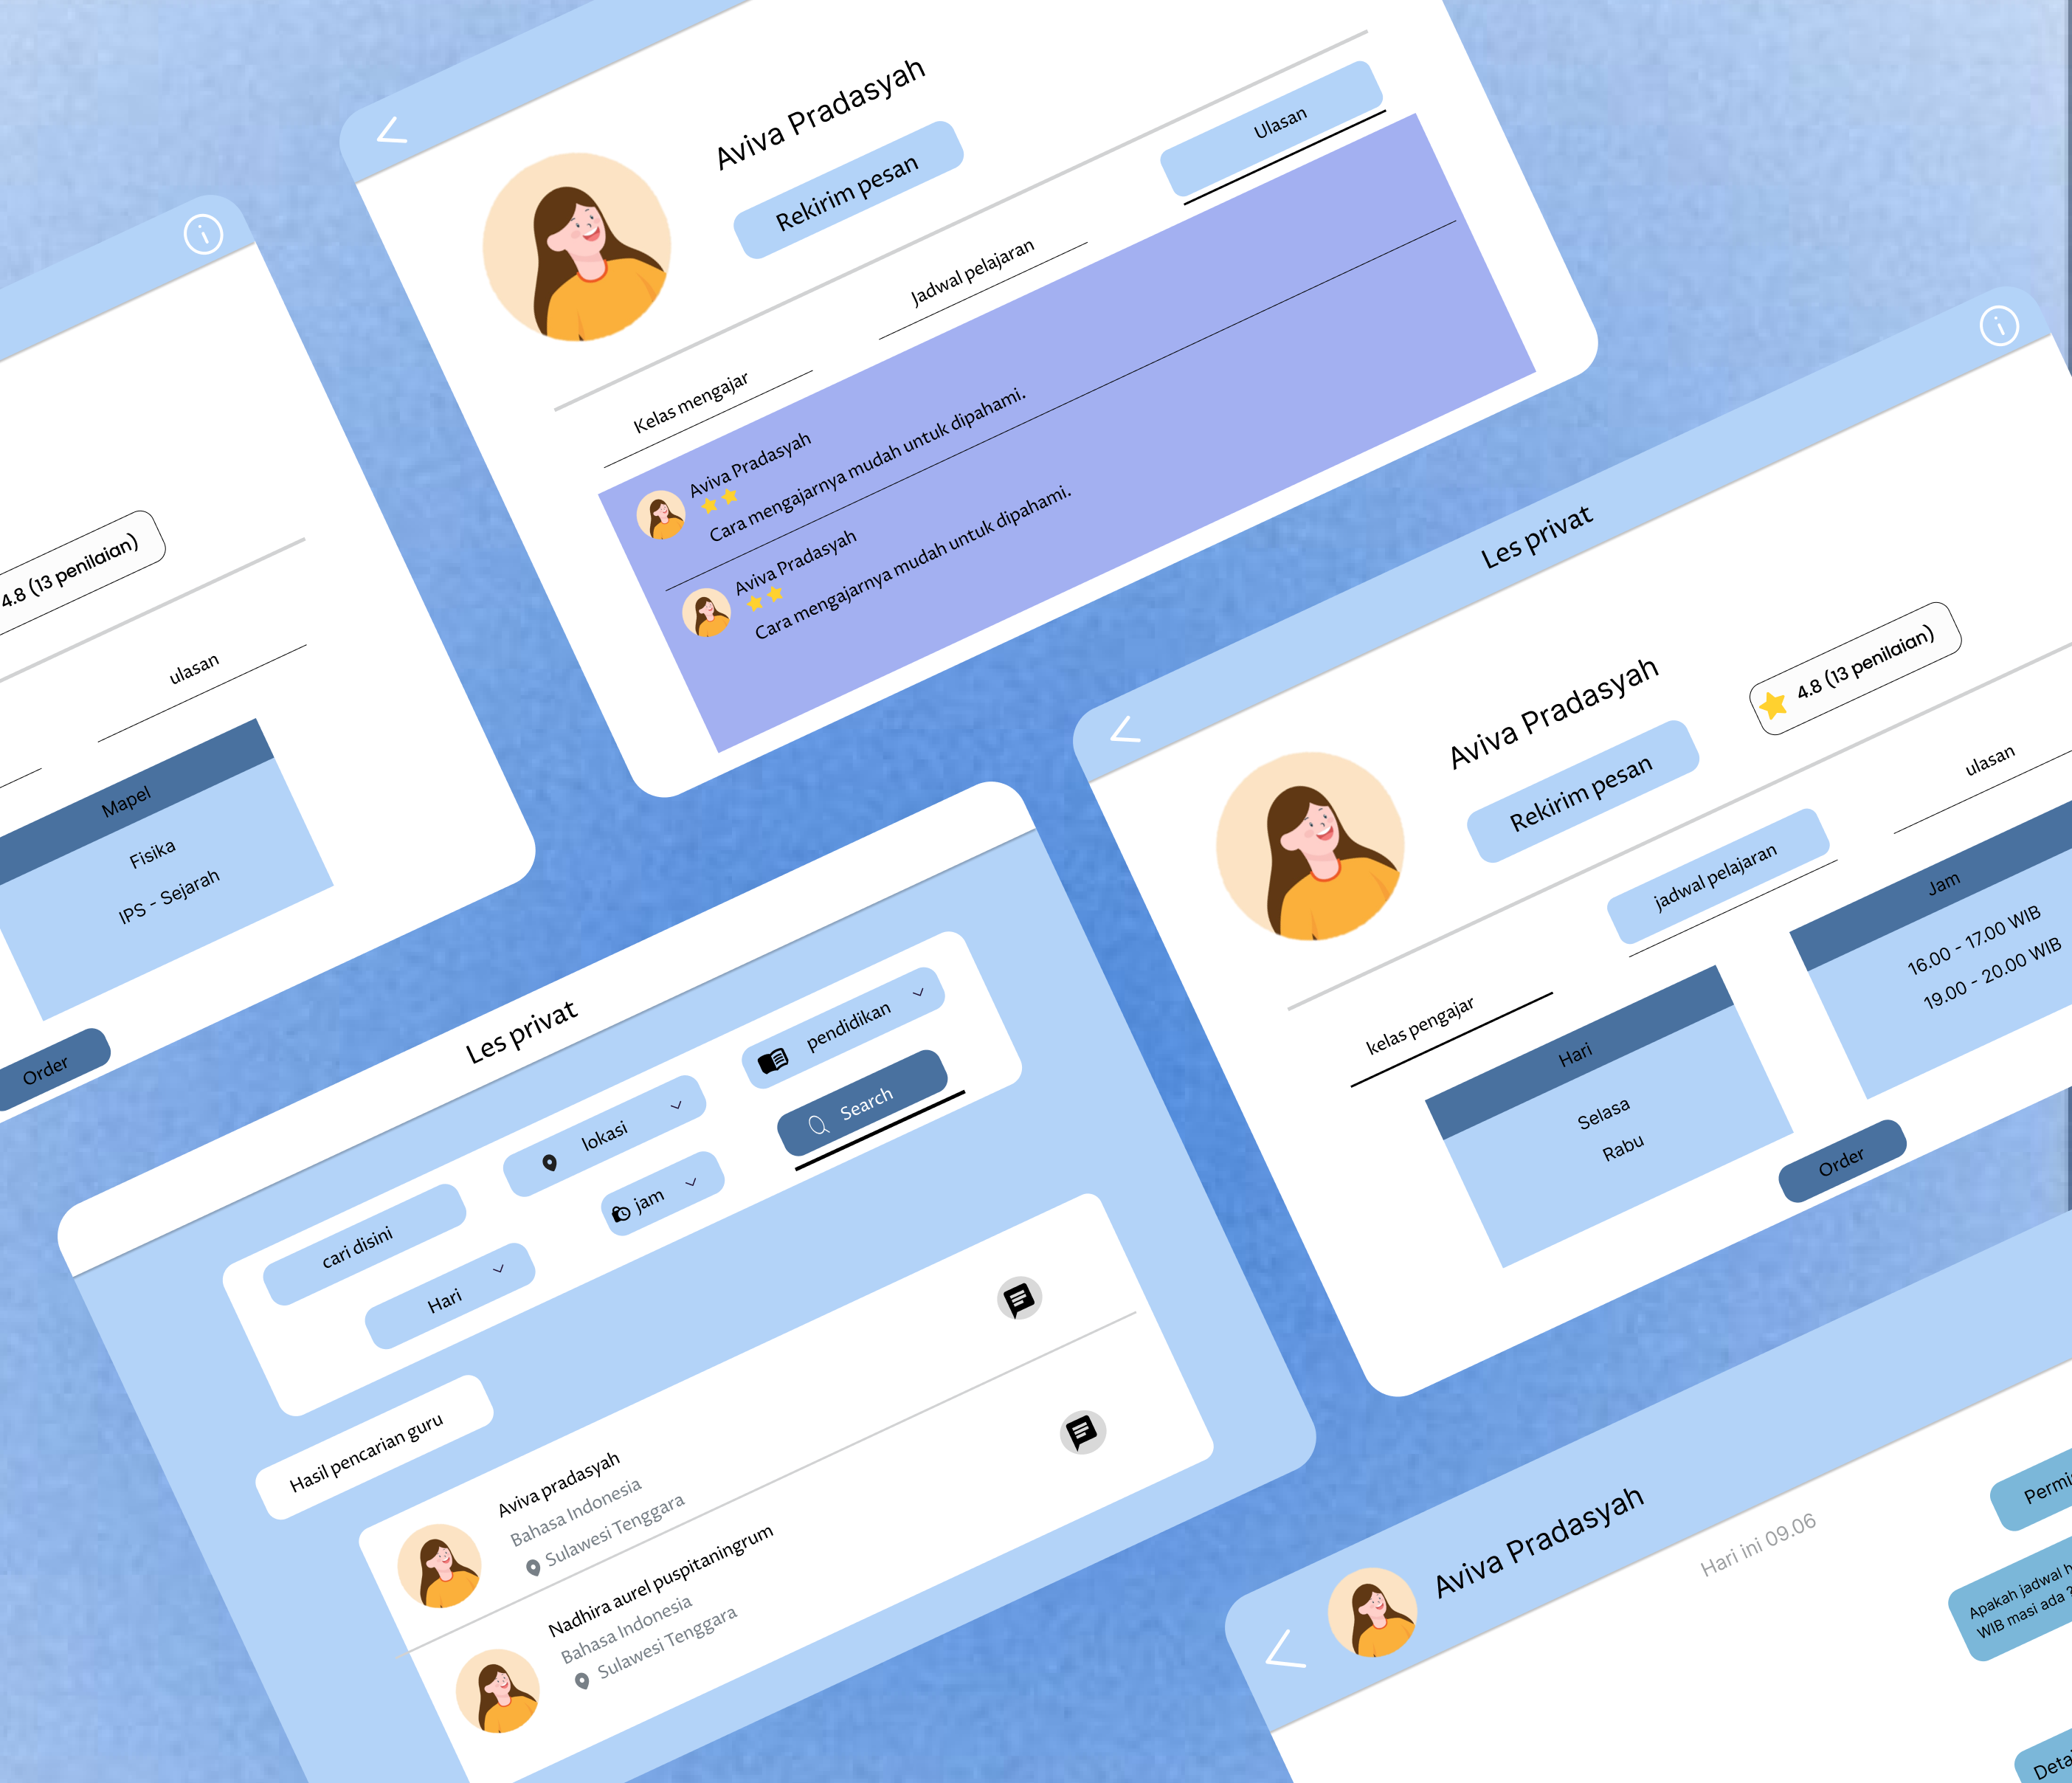 Aviva Pradasyah
Rekirim pesan
Kelas mengajar
Jadwal pelajaran
Ulasan
Aviva Pradasyah
Cara mengajarnya mudah untuk dipahami.
Aviva Pradasyah
Cara mengajarnya mudah untuk dipahami.
4.8 (13 penilaian)
ulasan
Mapel
Fisika
IPS - Sejarah
Order
Les privat
Aviva Pradasyah
4.8 (13 penilaian)
Rekirim pesan
kelas pengajar
jadwal pelajaran
ulasan
Hari
Selasa
Rabu
Jam
16.00 - 17.00 WIB
19.00 - 20.00 WIB
Order
Les privat
cari disini
lokasi
pendidikan
Hari
jam
Search
Hasil pencarian guru
Aviva pradasyah
Bahasa Indonesia
Sulawesi Tenggara
Nadhira aurel puspitaningrum
Bahasa Indonesia
Sulawesi Tenggara
Aviva Pradasyah
Hari ini 09.06
Apakah jadwal
WIB masi ada